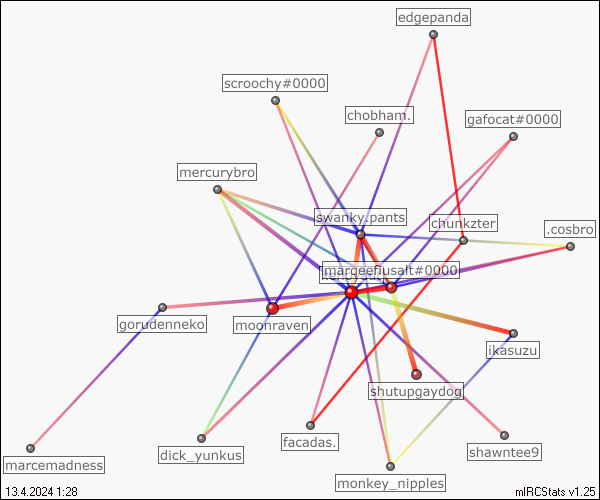 edgepanda
scroochy#0000
chobham.
gafocat#0000
mercurybro
swanky.pants
chunkzter
.cosbro
margeefiusalt#0000
gorudenneko
moonraven
ikasuzu
shutupgaydog
facadas.
shawntee9
dick_yunkus
marcemadness
monkey_nipples
13.4.2024 1:28
mIRCStats v1.25